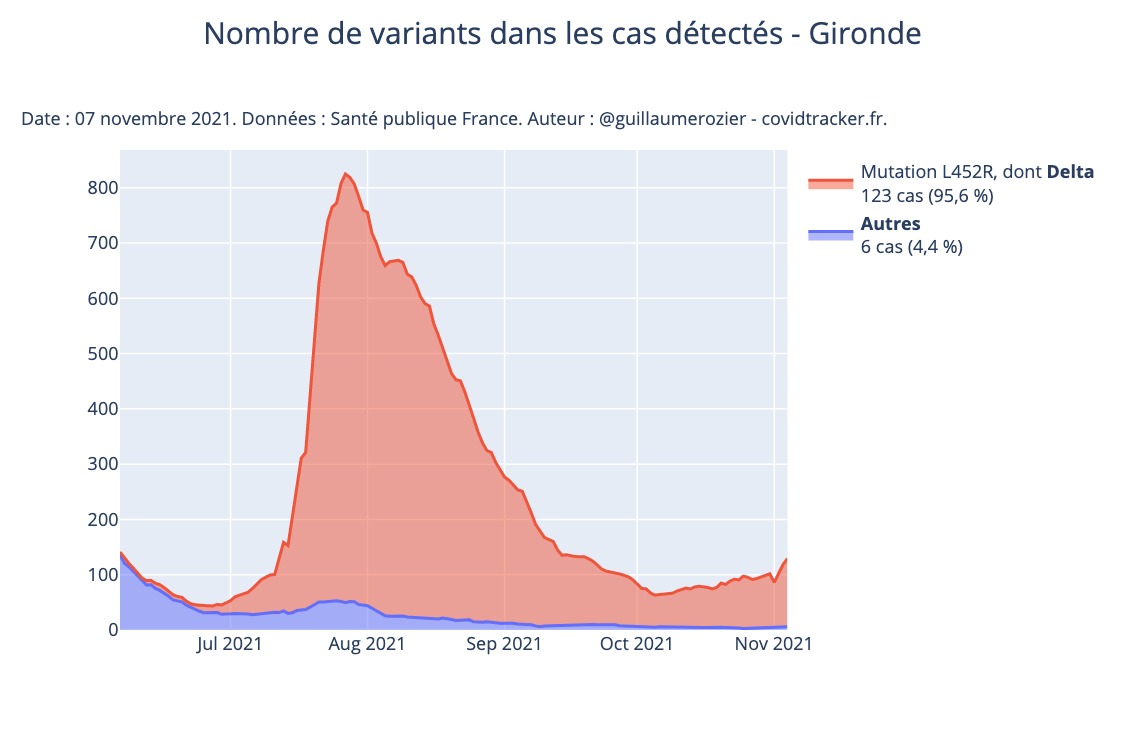 Nombre de variants dans les cas détectés - Gironde
Date : 07 novembre 2021. Données : Santé publique France. Auteur : @guillaumerozier - covidtracker.fr.
Mutation L452R, dont Delta
123 cas (95,6 %)
Autres
6 cas (4,4 %)
800
700
600
500
400
300
200
100
0
Jul 2021 Aug 2021 Sep 2021 Oct 2021 Nov 2021